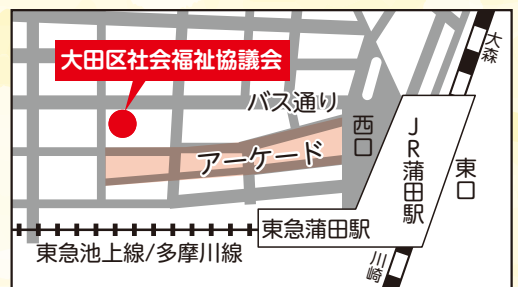 大田区社会福祉協議会
大森
バス通り
西口
JR蒲田駅
東口
アーケード
東急蒲田駅
東急池上線/多摩川線
川崎